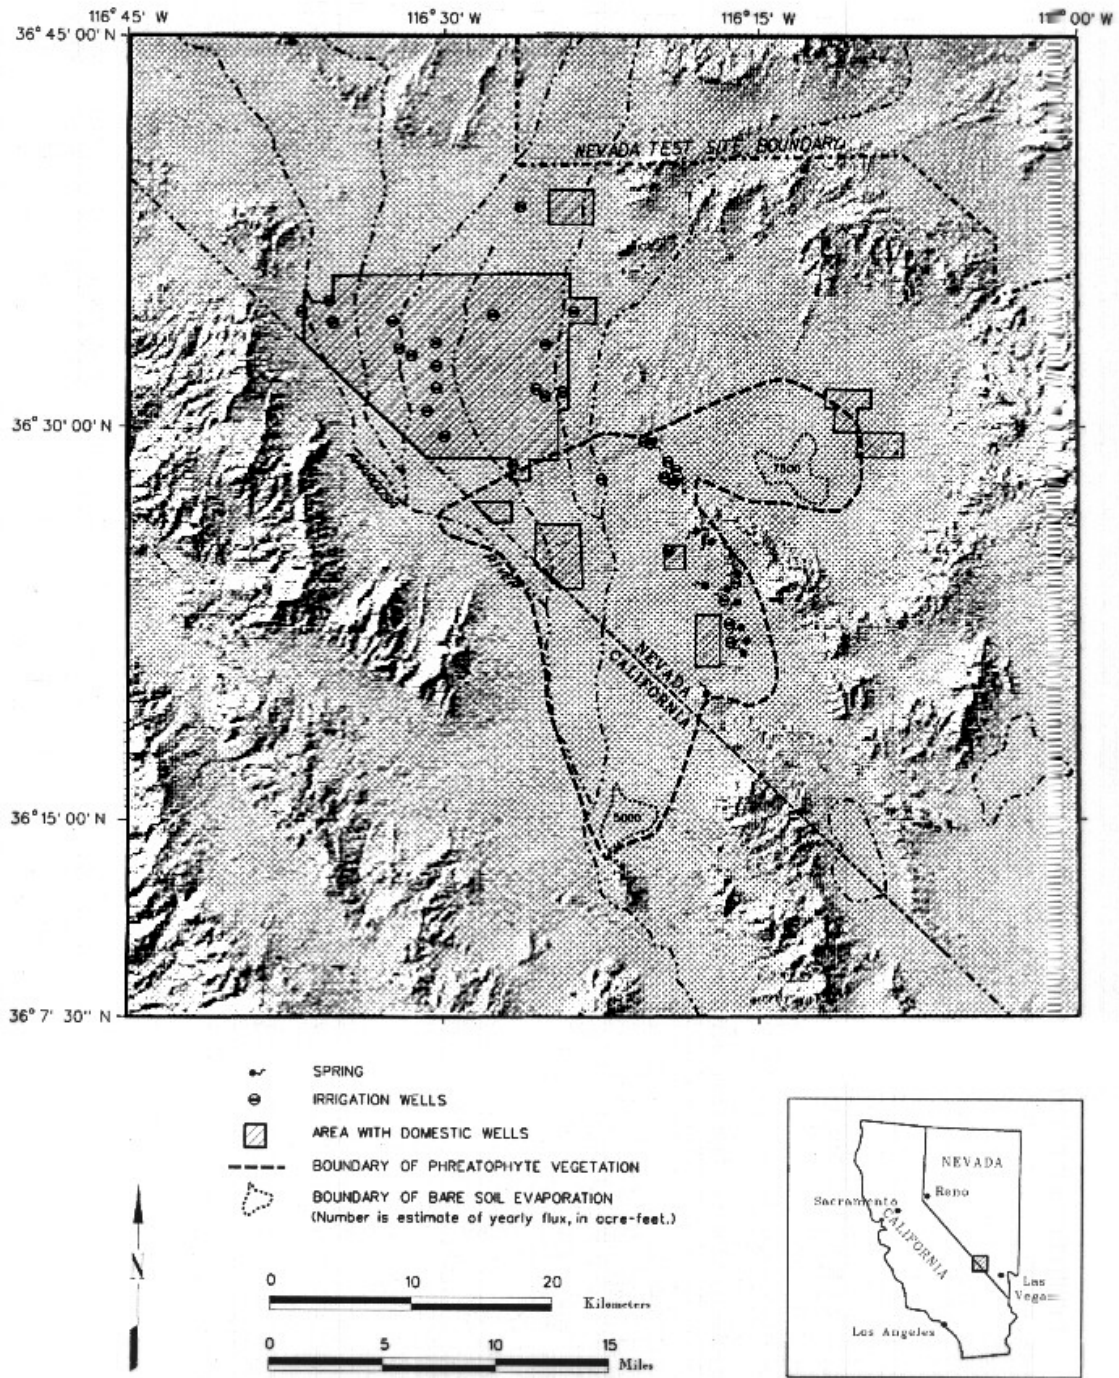 116° 45' W
116° 30' W
116° 15' W
00' W
36° 45' 00" N
NEVADA TEST SITE BOUNDARY
36° 30' 00" N
7500
NEVADA
CALIFORNIA
36° 15' 00" N
5000
36° 7' 30" N
SPRING
IRRIGATION WELLS
AREA WITH DOMESTIC WELLS
BOUNDARY OF PHREATOPHYTE VEGETATION
BOUNDARY OF BARE SOIL EVAPORATION
(Number is estimate of yearly flux, in acre-feet.)
N
0 10 20
Kilometers
0 5 10 15
Miles
NEVADA
Reno
Sacramento
CALIFORNIA
Las
Vegas
Los Angeles